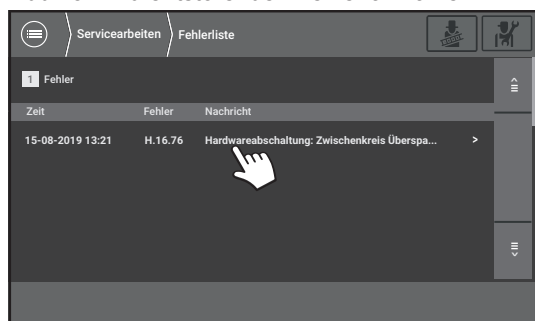 Servicearbeiten Fehlerliste
1 Fehler
Zeit Fehler Nachricht
15-08-2019 13:21 H.16.76 Hardwareabschaltung: Zwischenkreis Überspa... >